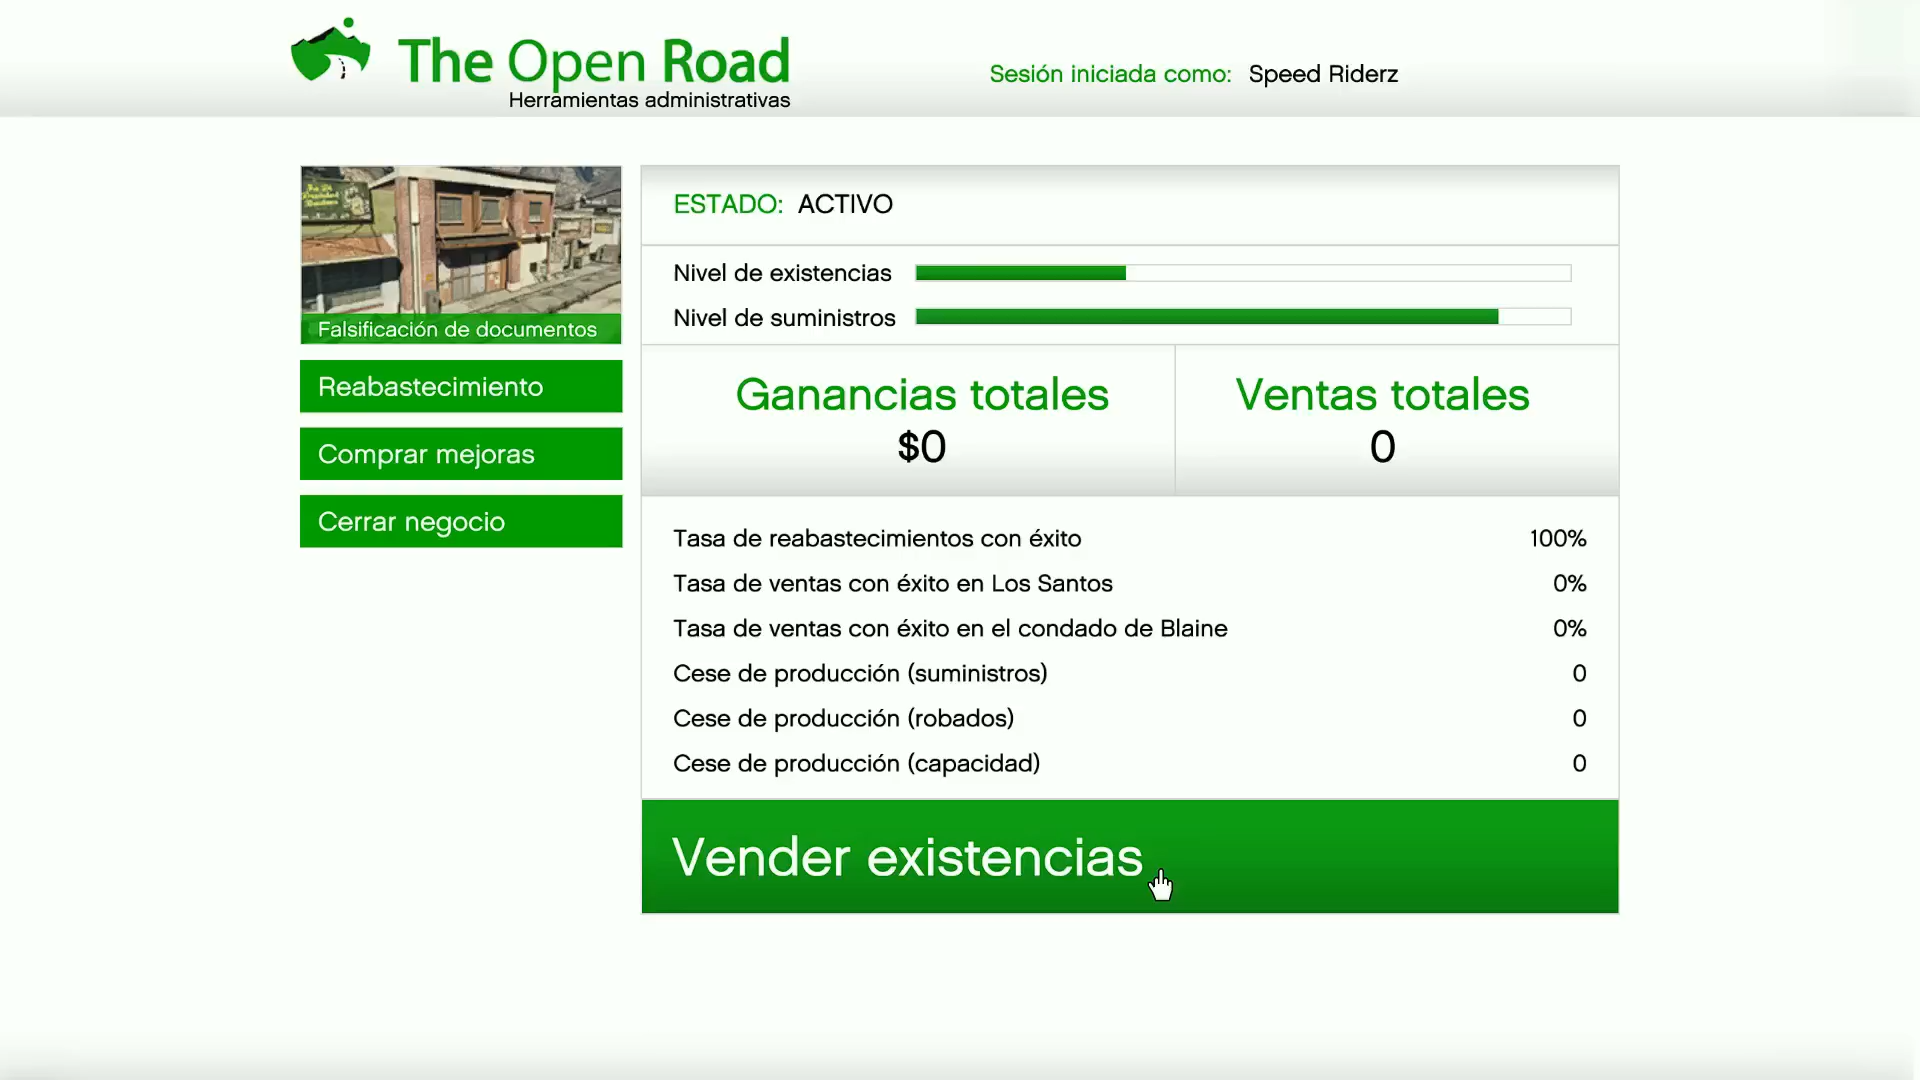 The Open Road
Herramientas administrativas
Sesión iniciada como: Speed Riderz
Falsificación de documentos
Reabastecimiento
Comprar mejoras
Cerrar negocio
ESTADO: ACTIVO
Nivel de existencias
Nivel de suministros
Ganancias totales
$0
Ventas totales
0
Tasa de reabastecimientos con éxito 100%
Tasa de ventas con éxito en Los Santos 0%
Tasa de ventas con éxito en el condado de Blaine 0%
Cese de producción (suministros) 0
Cese de producción (robados) 0
Cese de producción (capacidad) 0
Vender existencias